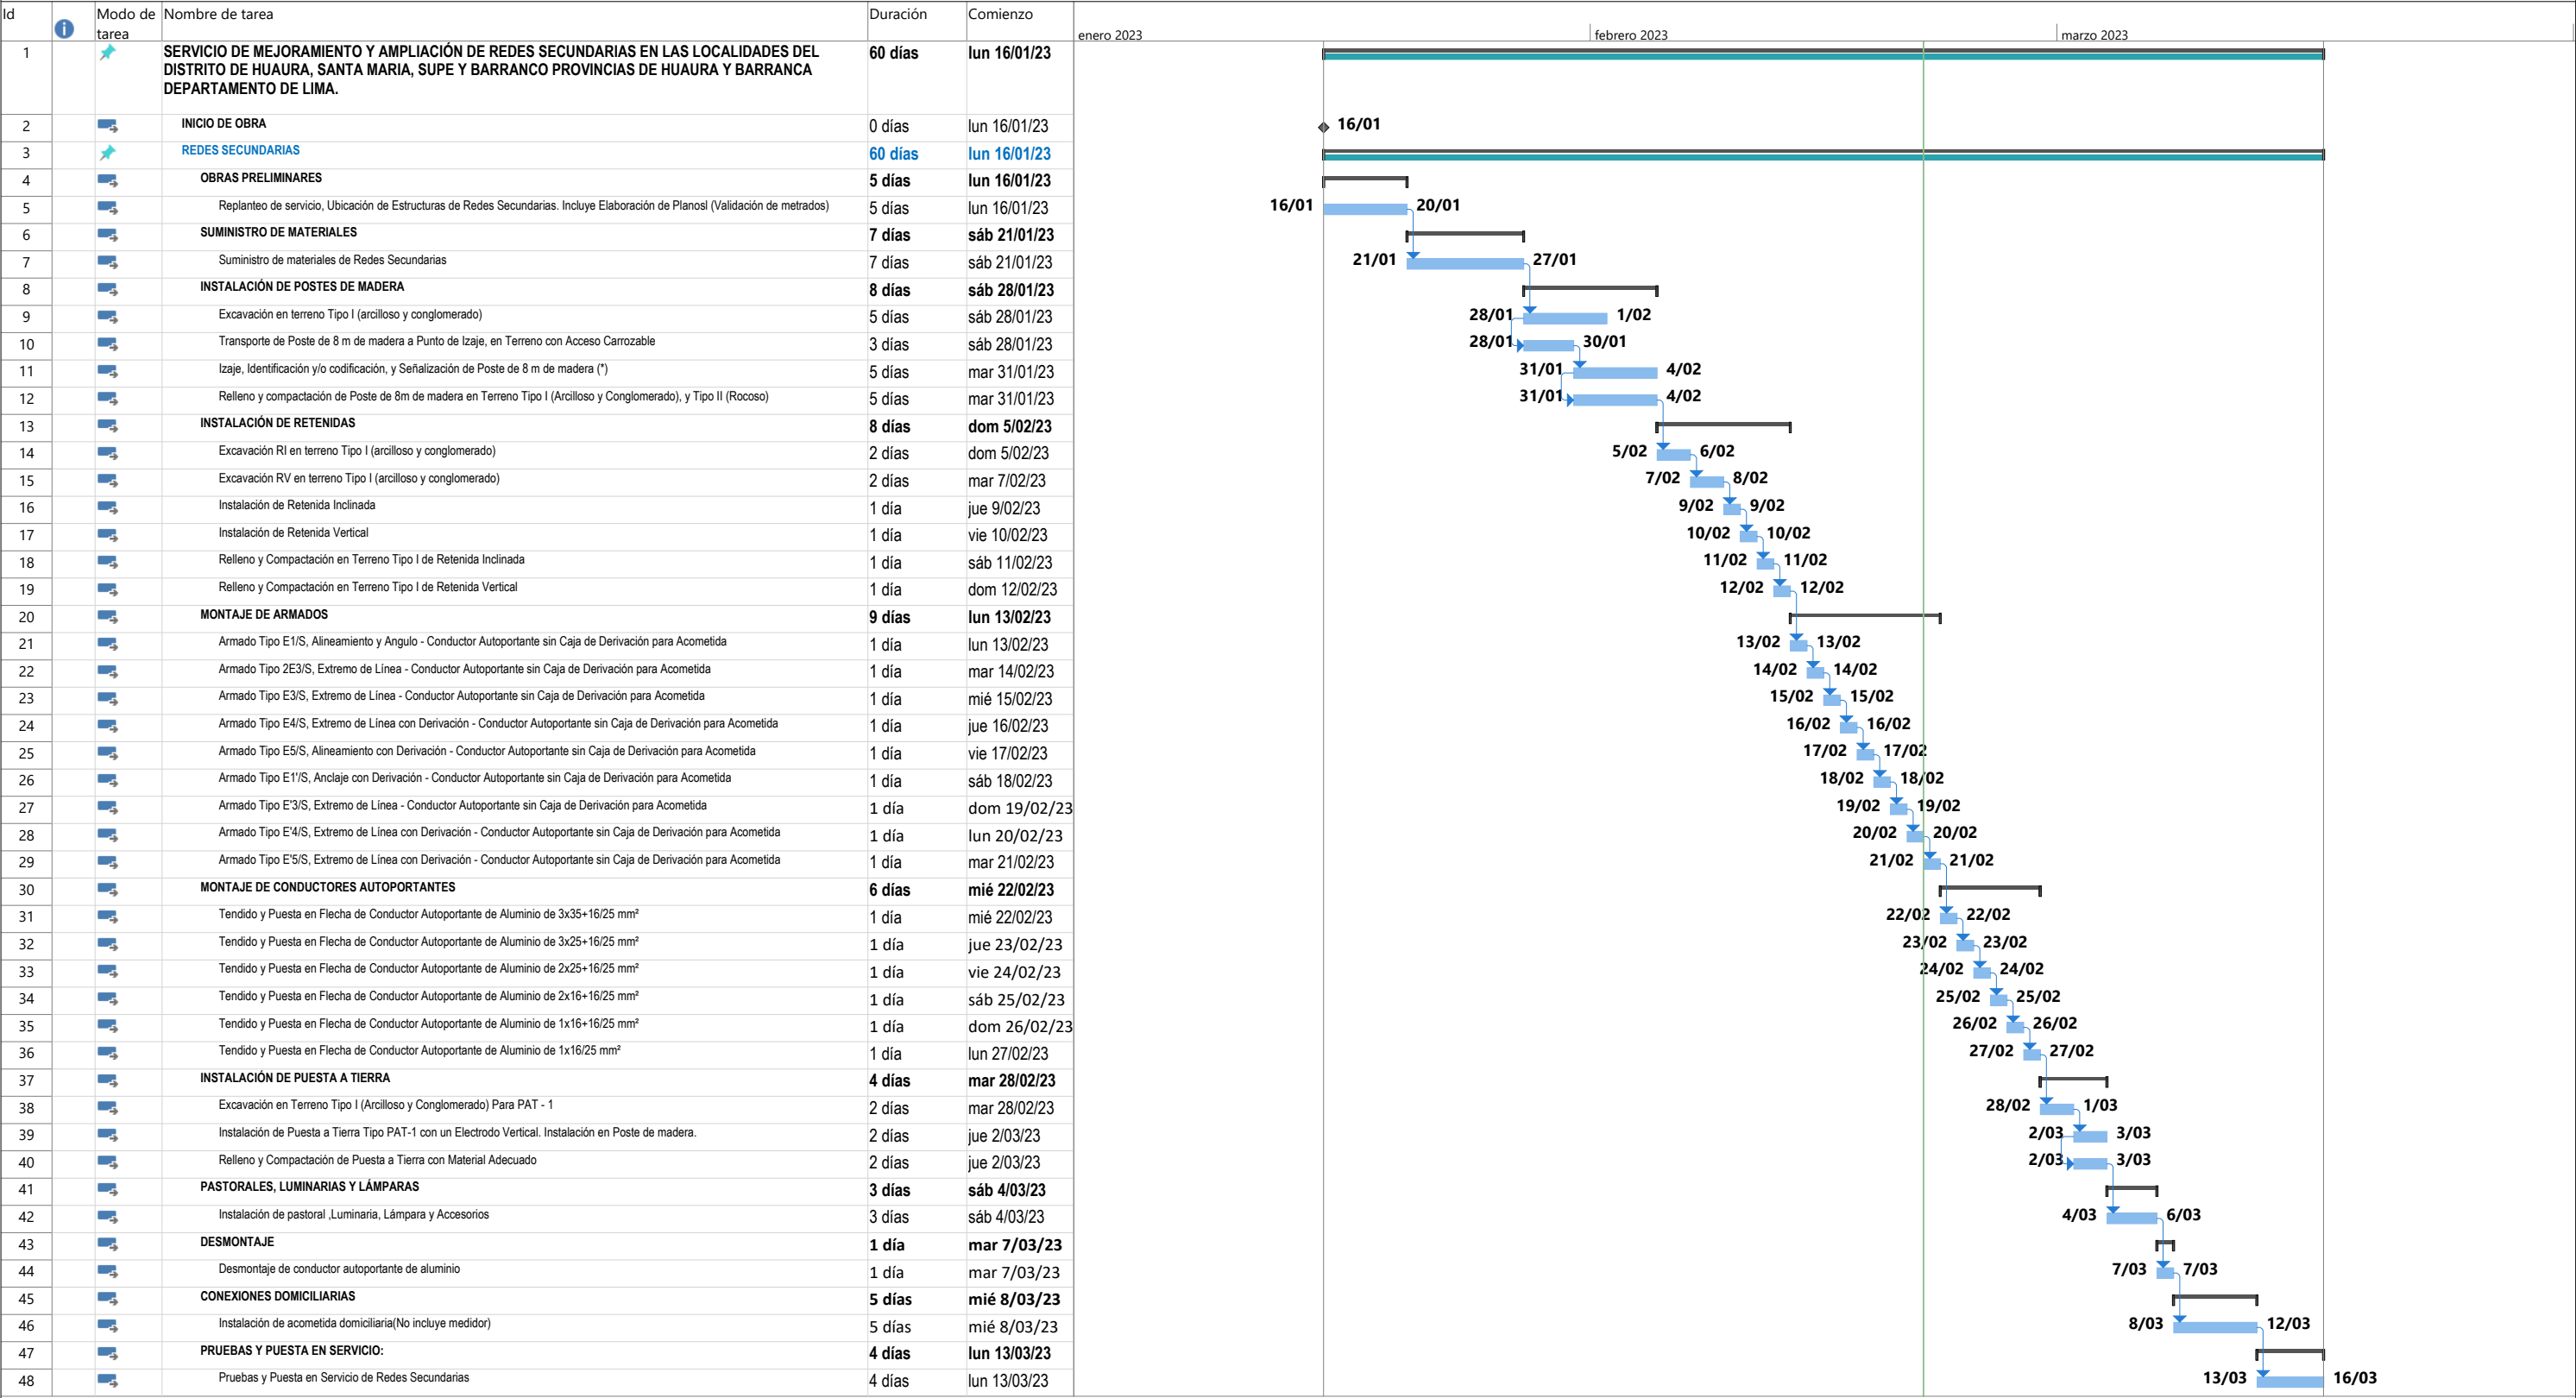 Id Modo de tarea Nombre de tarea Duración Comienzo
enero 2023 febrero 2023 marzo 2023
1 SERVICIO DE MEJORAMIENTO Y AMPLIACIÓN DE REDES SECUNDARIAS EN LAS LOCALIDADES DEL 60 días lun 16/01/23
DISTRITO DE HUAURA, SANTA MARIA, SUPE Y BARRANCO PROVINCIAS DE HUAURA Y BARRANCA
DEPARTAMENTO DE LIMA.
2 INICIO DE OBRA 0 días lun 16/01/23 16/01
3 REDES SECUNDARIAS 60 días lun 16/01/23
4 OBRAS PRELIMINARES 5 días lun 16/01/23
5 Replanteo de servicio, Ubicación de Estructuras de Redes Secundarias. Incluye Elaboración de Planosl (Validación de metrados) 5 días lun 16/01/23 16/01 20/01
6 SUMINISTRO DE MATERIALES 7 días sáb 21/01/23
7 Suministro de materiales de Redes Secundarias 7 días sáb 21/01/23 21/01 27/01
8 INSTALACIÓN DE POSTES DE MADERA 8 días sáb 28/01/23
9 Excavación en terreno Tipo I (arcilloso y conglomerado) 5 días sáb 28/01/23 28/01 1/02
10 Transporte de Poste de 8 m de madera a Punto de Izaje, en Terreno con Acceso Carrozable 3 días sáb 28/01/23 28/01 30/01
11 Izaje, Identificación y/o codificación, y Señalización de Poste de 8 m de madera (*) 5 días mar 31/01/23 31/01 4/02
12 Relleno y compactación de Poste de 8m de madera en Terreno Tipo I (Arcilloso y Conglomerado), y Tipo II (Rocoso) 5 días mar 31/01/23 31/01 4/02
13 INSTALACIÓN DE RETENIDAS 8 días dom 5/02/23
14 Excavación RI en terreno Tipo I (arcilloso y conglomerado) 2 días dom 5/02/23 5/02 6/02
15 Excavación RV en terreno Tipo I (arcilloso y conglomerado) 2 días mar 7/02/23 7/02 8/02
16 Instalación de Retenida Inclinada 1 día jue 9/02/23 9/02 9/02
17 Instalación de Retenida Vertical 1 día vie 10/02/23 10/02 10/02
18 Relleno y Compactación en Terreno Tipo I de Retenida Inclinada 1 día sáb 11/02/23 11/02 11/02
19 Relleno y Compactación en Terreno Tipo I de Retenida Vertical 1 día dom 12/02/23 12/02 12/02
20 MONTAJE DE ARMADOS 9 días lun 13/02/23
21 Armado Tipo E1/S, Alineamiento y Angulo - Conductor Autoportante sin Caja de Derivación para Acometida 1 día lun 13/02/23 13/02 13/02
22 Armado Tipo 2E3/S, Extremo de Línea - Conductor Autoportante sin Caja de Derivación para Acometida 1 día mar 14/02/23 14/02 14/02
23 Armado Tipo E3/S, Extremo de Línea - Conductor Autoportante sin Caja de Derivación para Acometida 1 día mié 15/02/23 15/02 15/02
24 Armado Tipo E4/S, Extremo de Línea con Derivación - Conductor Autoportante sin Caja de Derivación para Acometida 1 día jue 16/02/23 16/02 16/02
25 Armado Tipo E5/S, Alineamiento con Derivación - Conductor Autoportante sin Caja de Derivación para Acometida 1 día vie 17/02/23 17/02 17/02
26 Armado Tipo E1'/S, Anclaje con Derivación - Conductor Autoportante sin Caja de Derivación para Acometida 1 día sáb 18/02/23 18/02 18/02
27 Armado Tipo E'3/S, Extremo de Línea - Conductor Autoportante sin Caja de Derivación para Acometida 1 día dom 19/02/23 19/02 19/02
28 Armado Tipo E'4/S, Extremo de Línea con Derivación - Conductor Autoportante sin Caja de Derivación para Acometida 1 día lun 20/02/23 20/02 20/02
29 Armado Tipo E'5/S, Extremo de Línea con Derivación - Conductor Autoportante sin Caja de Derivación para Acometida 1 día mar 21/02/23 21/02 21/02
30 MONTAJE DE CONDUCTORES AUTOPORTANTES 6 días mié 22/02/23
31 Tendido y Puesta en Flecha de Conductor Autoportante de Aluminio de 3x35+16/25 mm² 1 día mié 22/02/23 22/02 22/02
32 Tendido y Puesta en Flecha de Conductor Autoportante de Aluminio de 3x25+16/25 mm² 1 día jue 23/02/23 23/02 23/02
33 Tendido y Puesta en Flecha de Conductor Autoportante de Aluminio de 2x25+16/25 mm² 1 día vie 24/02/23 24/02 24/02
34 Tendido y Puesta en Flecha de Conductor Autoportante de Aluminio de 2x16+16/25 mm² 1 día sáb 25/02/23 25/02 25/02
35 Tendido y Puesta en Flecha de Conductor Autoportante de Aluminio de 1x16+16/25 mm² 1 día dom 26/02/23 26/02 26/02
36 Tendido y Puesta en Flecha de Conductor Autoportante de Aluminio de 1x16/25 mm² 1 día lun 27/02/23 27/02 27/02
37 INSTALACIÓN DE PUESTA A TIERRA 4 días mar 28/02/23
38 Excavación en Terreno Tipo I (Arcilloso y Conglomerado) Para PAT - 1 2 días mar 28/02/23 28/02 1/03
39 Instalación de Puesta a Tierra Tipo PAT-1 con un Electrodo Vertical. Instalación en Poste de madera. 2 días jue 2/03/23 2/03 3/03
40 Relleno y Compactación de Puesta a Tierra con Material Adecuado 2 días jue 2/03/23 2/03 3/03
41 PASTORALES, LUMINARIAS Y LÁMPARAS 3 días sáb 4/03/23
42 Instalación de pastoral ,Luminaria, Lámpara y Accesorios 3 días sáb 4/03/23 4/03 6/03
43 DESMONTAJE 1 día mar 7/03/23
44 Desmontaje de conductor autoportante de aluminio 1 día mar 7/03/23 7/03 7/03
45 CONEXIONES DOMICILIARIAS 5 días mié 8/03/23
46 Instalación de acometida domiciliaria(No incluye medidor) 5 días mié 8/03/23 8/03 12/03
47 PRUEBAS Y PUESTA EN SERVICIO: 4 días lun 13/03/23
48 Pruebas y Puesta en Servicio de Redes Secundarias 4 días lun 13/03/23 13/03 16/03